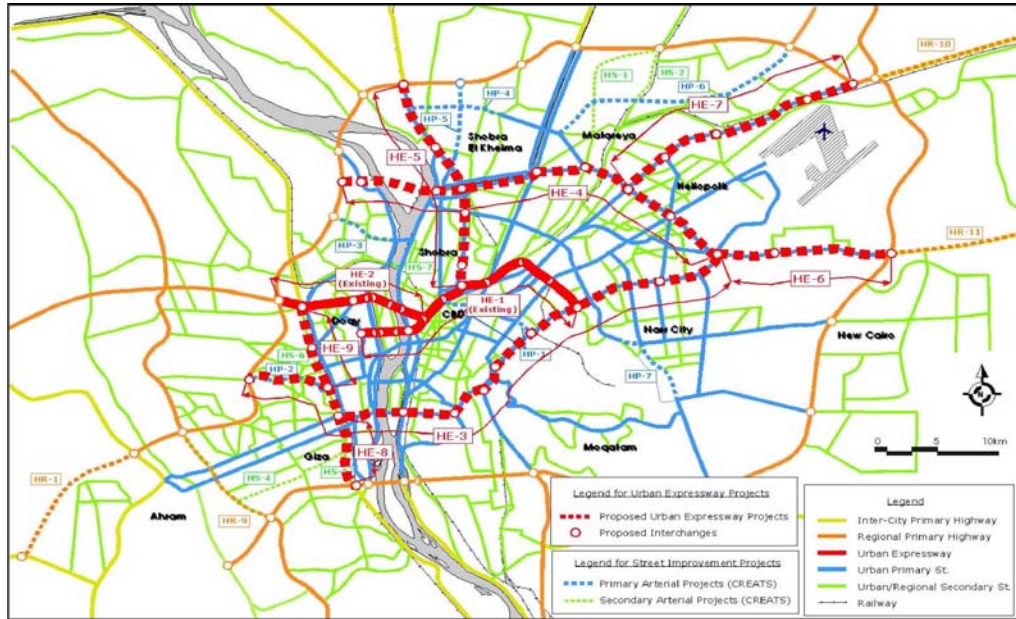 HR-10
HS-1
HS-2
HP-6
HP-4
HE-7
HP-5
Shobra
El Kheima
Matareya
HE-5
HE-4
Heliopolis
HR-11
HP-3
Shobra
HS-7
HE-2
(Existing)
HE-6
HE-1
(Existing)
CBD
Doqy
Nasr City
New Cairo
HE-9
HP-1
HS-6
HP-2
HP-7
N
HE-3
0 5 10km
Moqatam
Giza
HE-8
HS-4
HR-1
HR-9
Ahram
Legend for Urban Expressway Projects
Proposed Urban Expressway Projects
Proposed Interchanges
Legend for Street Improvement Projects
Primary Arterial Projects (CREATS)
Secondary Arterial Projects (CREATS)
Legend
Inter-City Primary Highway
Regional Primary Highway
Urban Expressway
Urban Primary St.
Urban/Regional Secondary St.
Railway